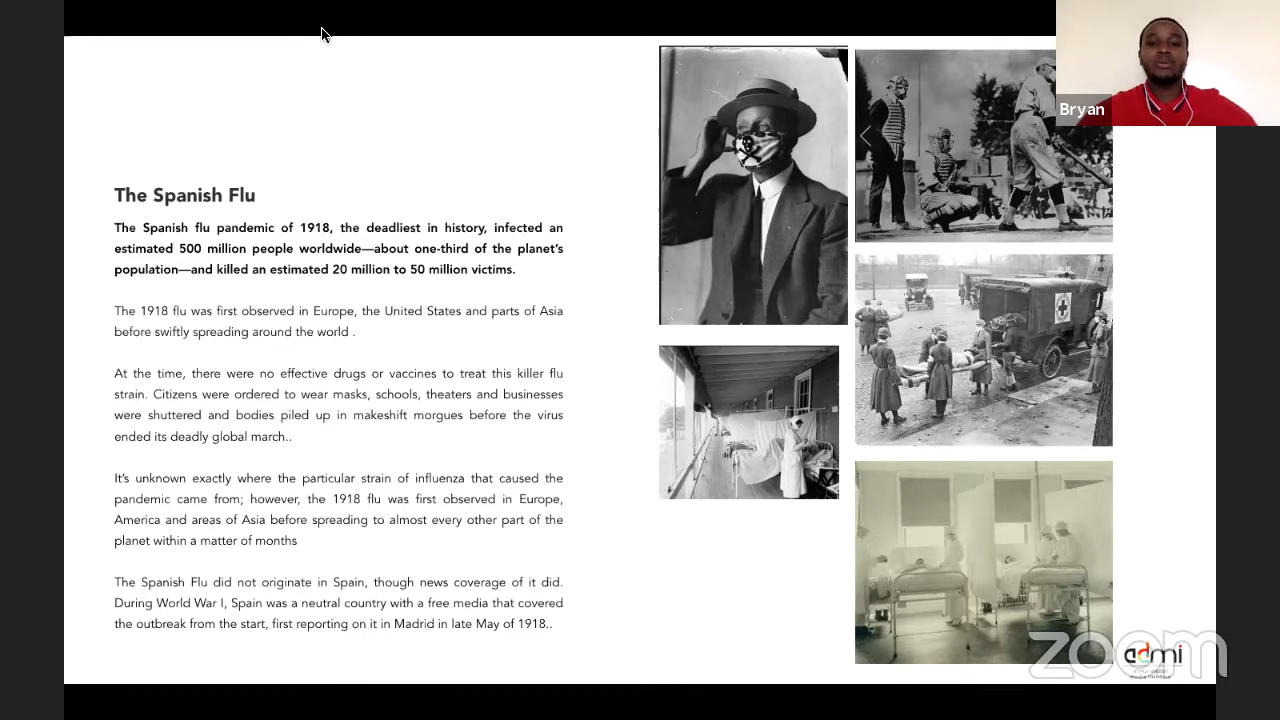 Bryan
The Spanish Flu
The Spanish flu pandemic of 1918, the deadliest in history, infected an
estimated 500 million people worldwide—about one-third of the planet's
population—and killed an estimated 20 million to 50 million victims.
The 1918 flu was first observed in Europe, the United States and parts of Asia
before swiftly spreading around the world .
At the time, there were no effective drugs or vaccines to treat this killer flu
strain. Citizens were ordered to wear masks, schools, theaters and businesses
were shuttered and bodies piled up in makeshift morgues before the virus
ended its deadly global march..
It's unknown exactly where the particular strain of influenza that caused the
pandemic came from; however, the 1918 flu was first observed in Europe,
America and areas of Asia before spreading to almost every other part of the
planet within a matter of months
The Spanish Flu did not originate in Spain, though news coverage of it did.
During World War I, Spain was a neutral country with a free media that covered
the outbreak from the start, first reporting on it in Madrid in late May of 1918..
zoom
admi